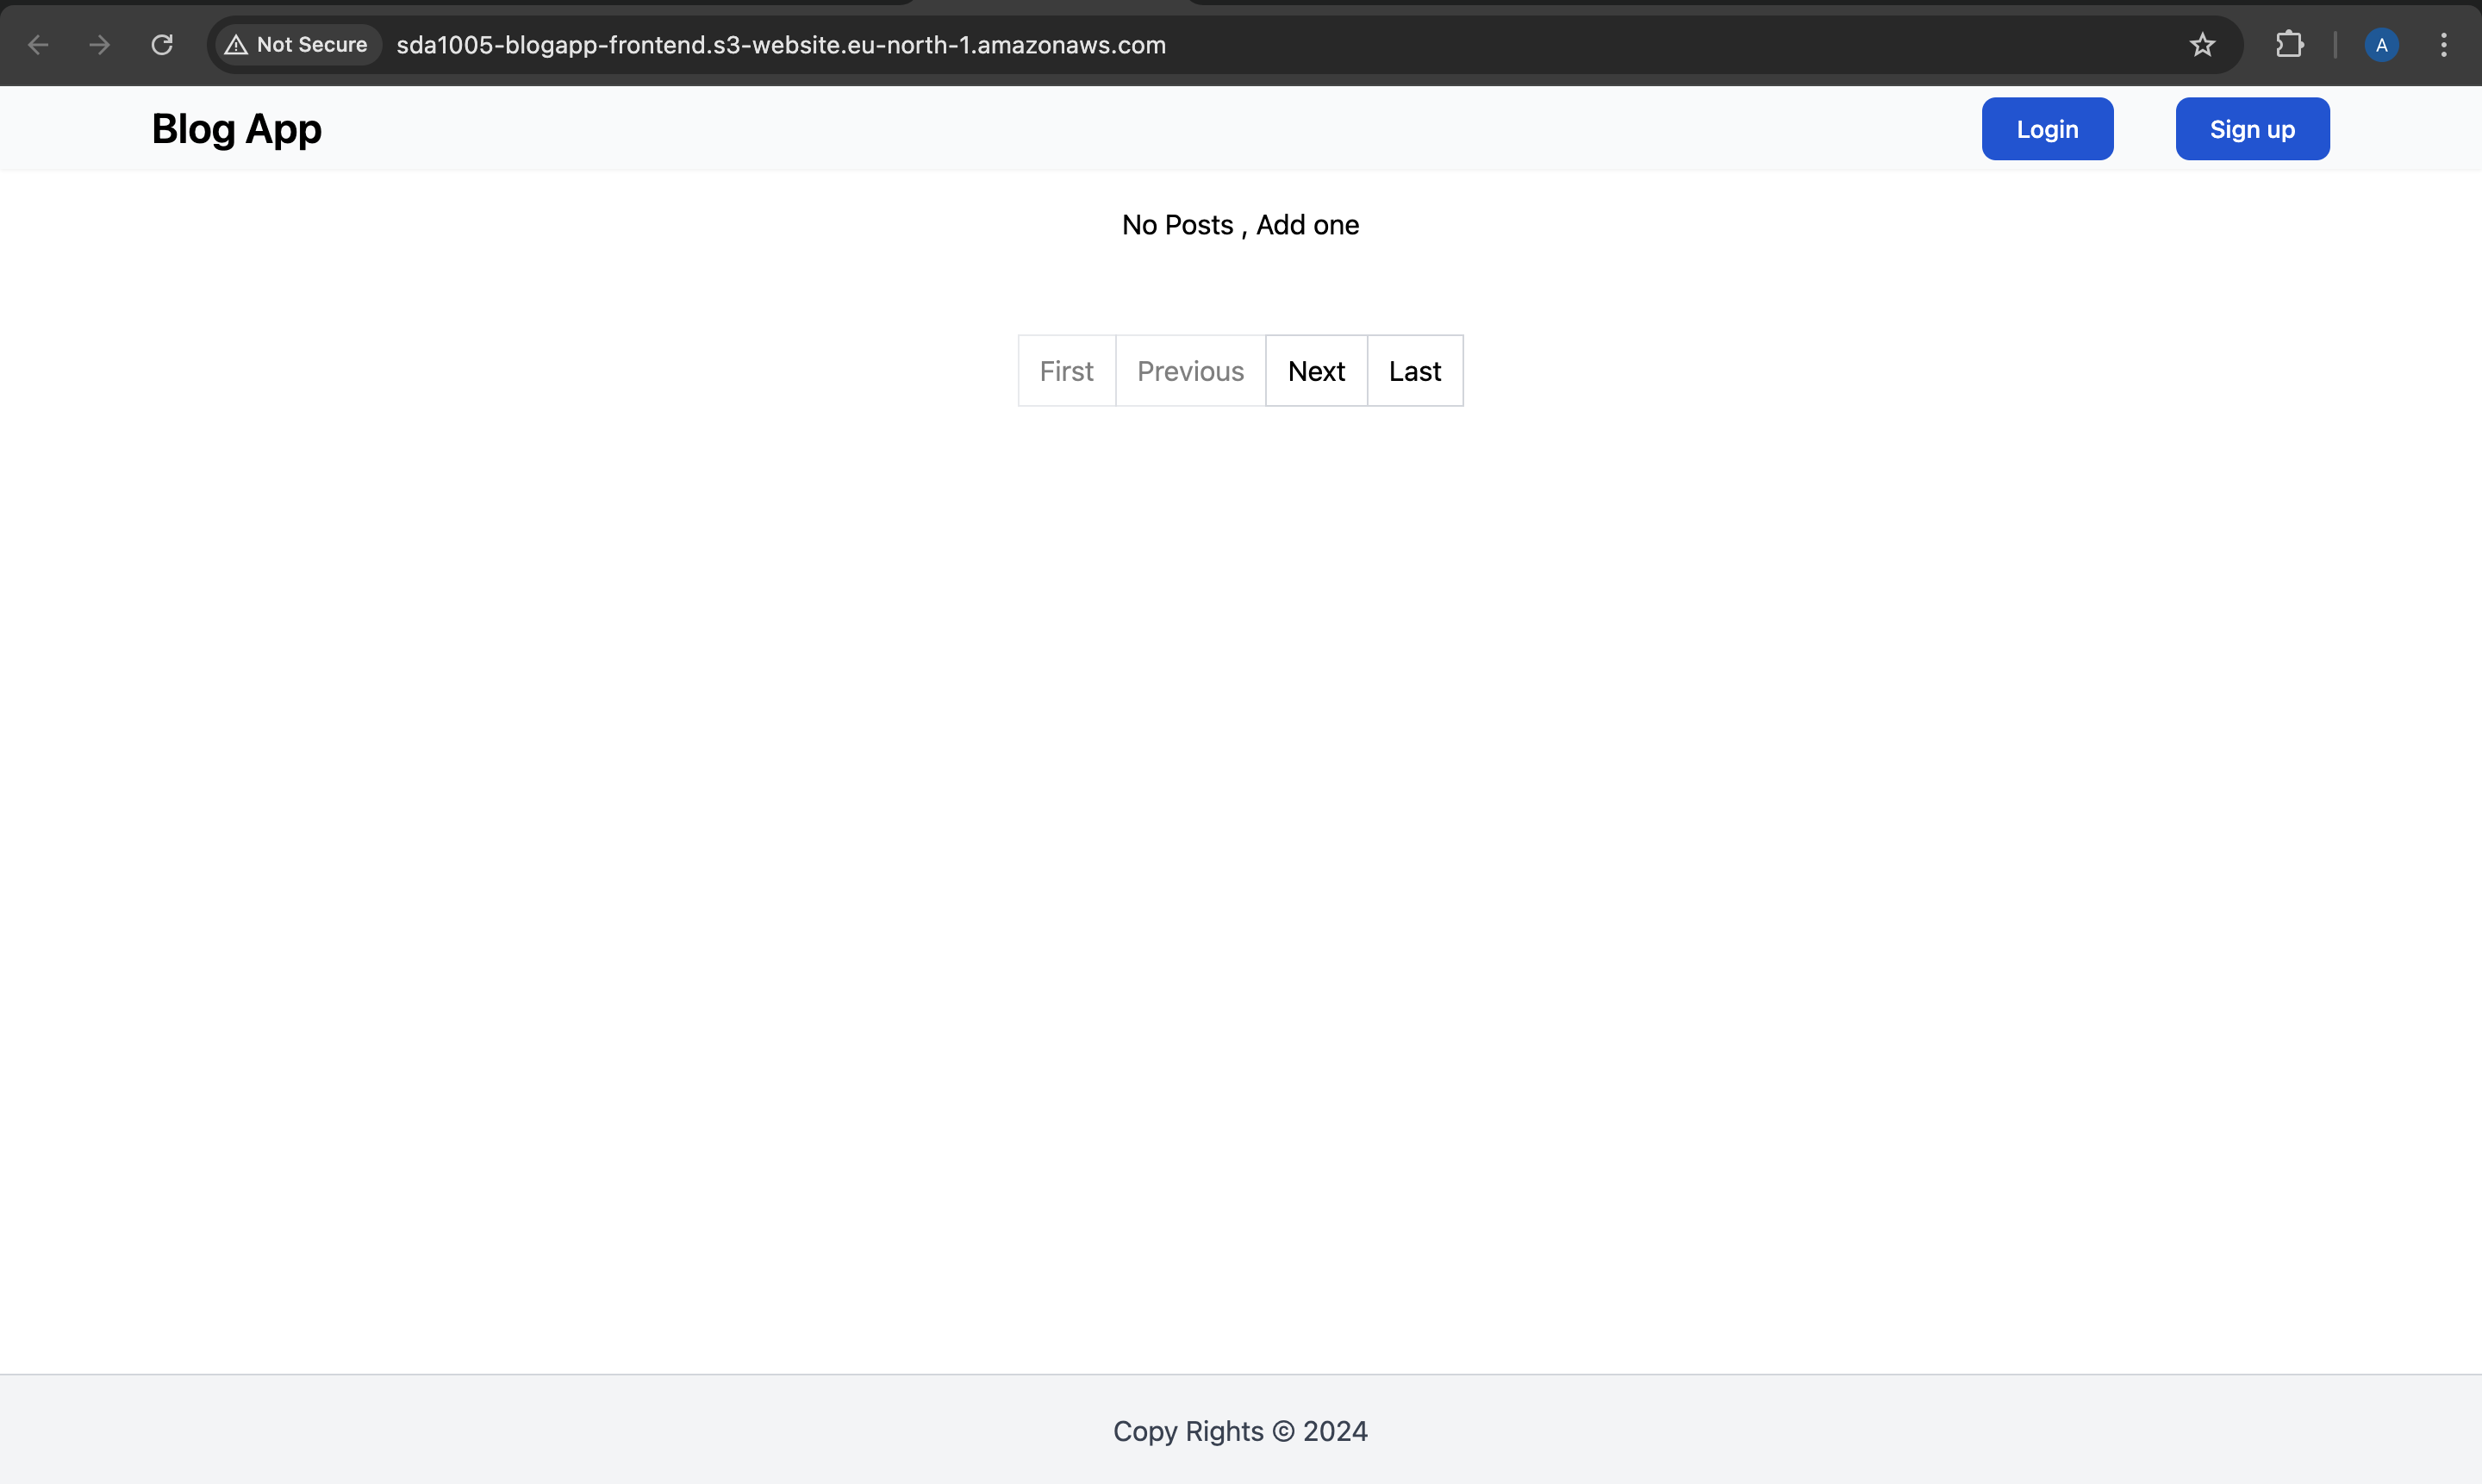 Not Secure sda1005-blogapp-frontend.s3-website.eu-north-1.amazonaws.com A
Blog App Login Sign up
No Posts , Add one
First Previous Next Last
Copy Rights © 2024